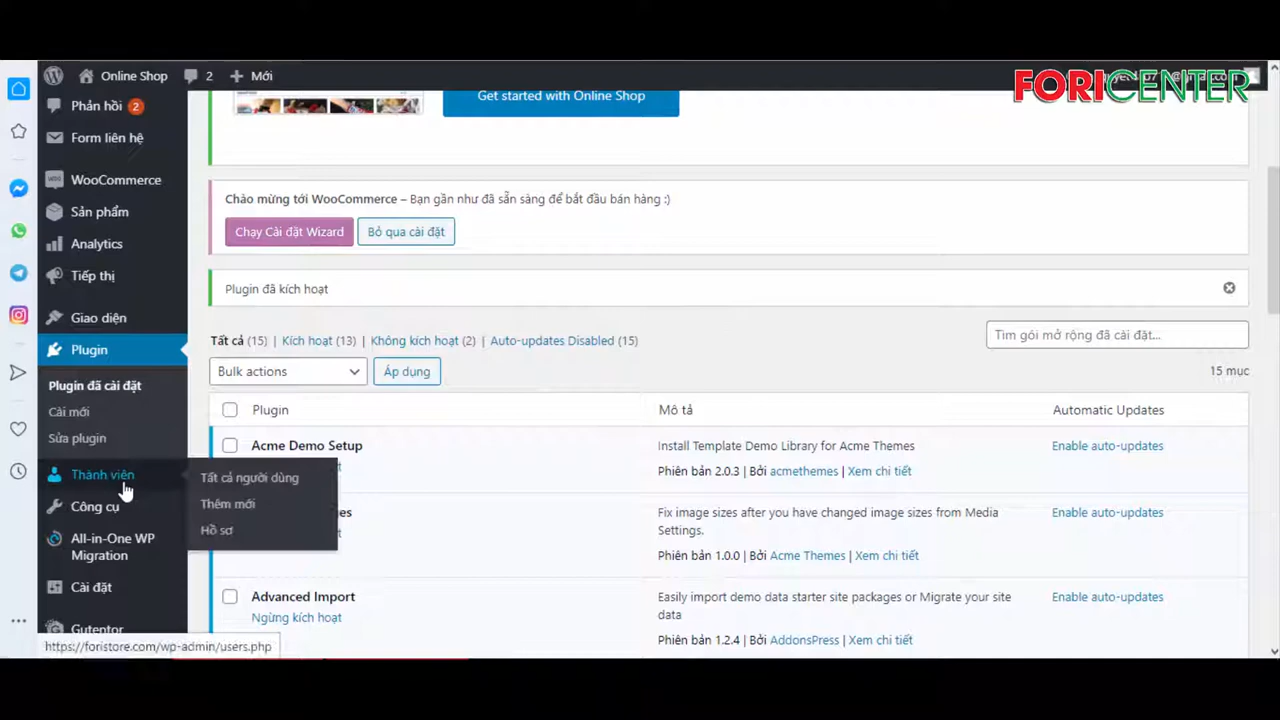 FORICENTER
Online Shop
2
Mới
Phản hồi 2
Form liên hệ
WooCommerce
Sản phẩm
Analytics
Tiếp thị
Giao diện
Plugin
Plugin đã cài đặt
Cài mới
Sửa plugin
Thành viên
Tất cả người dùng
Thêm mới
Hồ sơ
Công cụ
All-in-One WP
Migration
Cài đặt
Gutentor
https://foristore.com/wp-admin/users.php
Get started with Online Shop
Chào mừng tới WooCommerce – Bạn gần như đã sẵn sàng để bắt đầu bán hàng :)
Chạy Cài đặt Wizard
Bỏ qua cài đặt
Plugin đã kích hoạt
Tất cả (15) | Kích hoạt (13) | Không kích hoạt (2) | Auto-updates Disabled (15)
Tìm gói mở rộng đã cài đặt...
Bulk actions
Áp dụng
15 mục
Plugin
Mô tả
Automatic Updates
Acme Demo Setup
Install Template Demo Library for Acme Themes
Enable auto-updates
Phiên bản 2.0.3 | Bởi acmethemes | Xem chi tiết
Fix image sizes after you have changed image sizes from Media
Settings.
Enable auto-updates
Phiên bản 1.0.0 | Bởi Acme Themes | Xem chi tiết
Advanced Import
Ngừng kích hoạt
Easily import demo data starter site packages or Migrate your site
data
Enable auto-updates
Phiên bản 1.2.4 | Bởi AddonsPress | Xem chi tiết